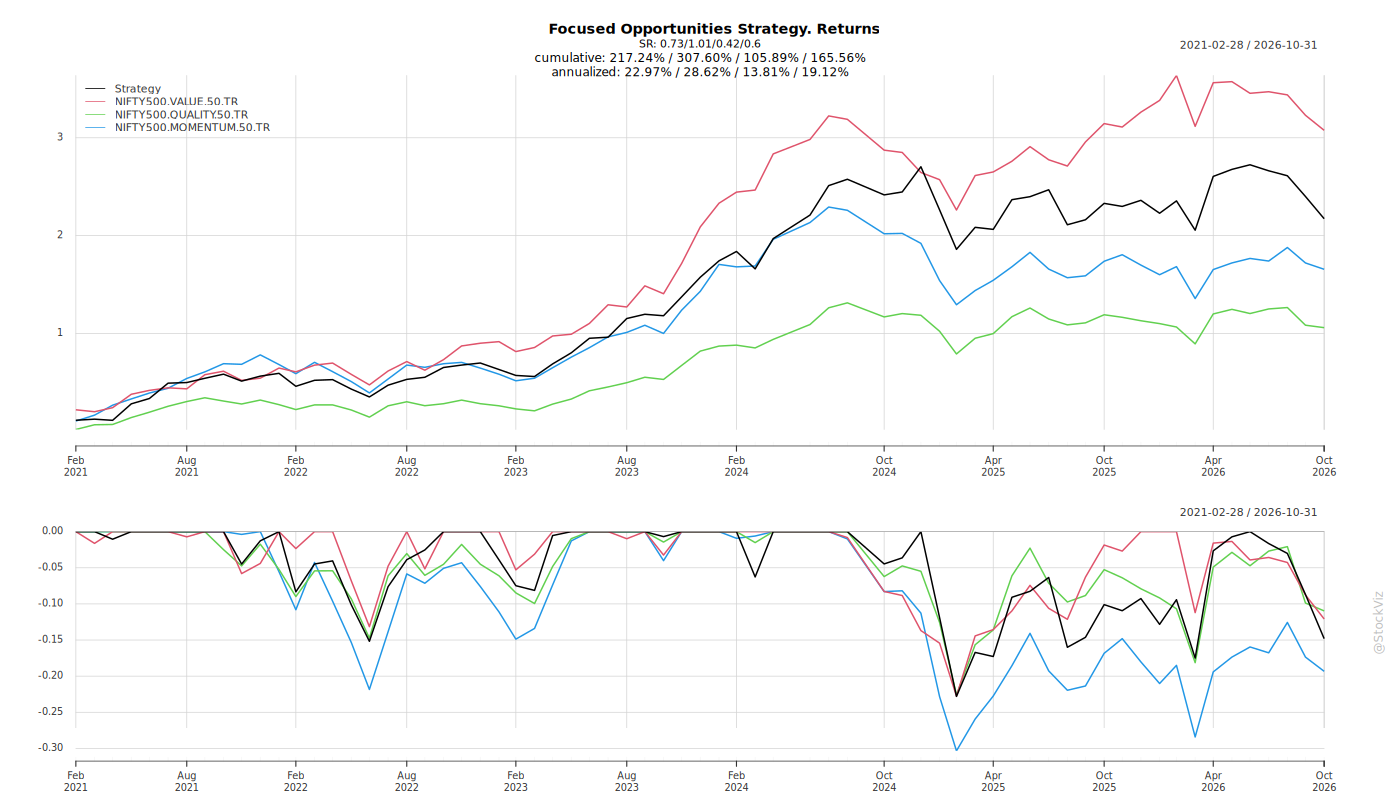 Focused Opportunities Strategy. Returns
SR: 0.73/1.01/0.42/0.6
cumulative: 217.24% / 307.60% / 105.89% / 165.56%
annualized: 22.97% / 28.62% / 13.81% / 19.12%
2021-02-28 / 2026-10-31
Strategy
NIFTY500.VALUE.50.TR
NIFTY500.QUALITY.50.TR
NIFTY500.MOMENTUM.50.TR
3
2
1
Feb 2021
Aug 2021
Feb 2022
Aug 2022
Feb 2023
Aug 2023
Feb 2024
Oct 2024
Apr 2025
Oct 2025
Apr 2026
Oct 2026
2021-02-28 / 2026-10-31
0.00
-0.05
-0.10
-0.15
-0.20
-0.25
-0.30
Feb 2021
Aug 2021
Feb 2022
Aug 2022
Feb 2023
Aug 2023
Feb 2024
Oct 2024
Apr 2025
Oct 2025
Apr 2026
Oct 2026
@StockViz